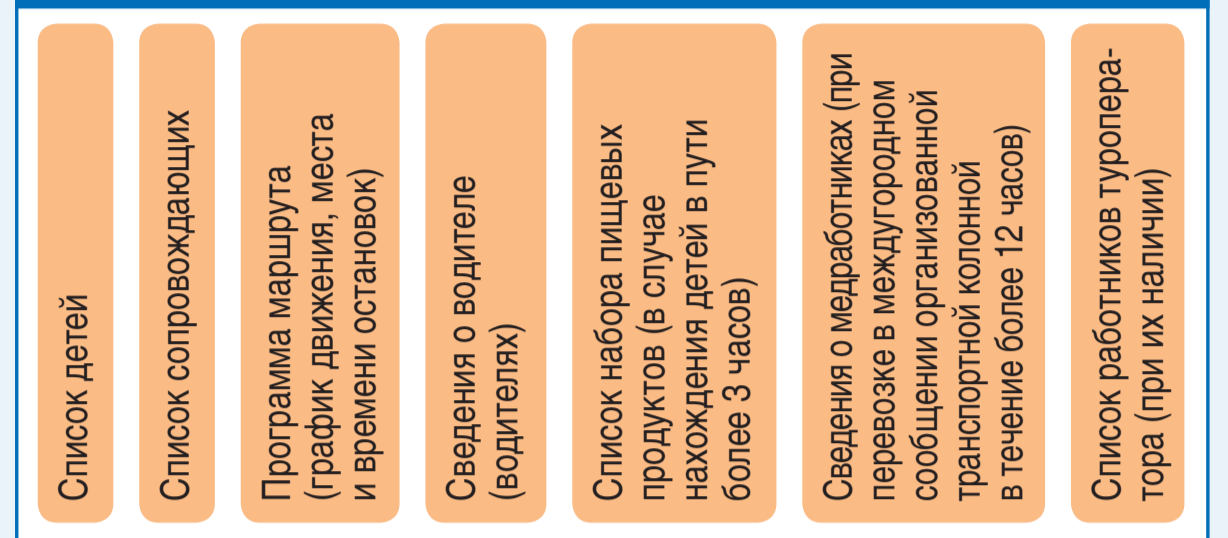 Список детей
Список сопровождающих
Программа маршрута
(график движения, места
и времени остановок)
Сведения о водителе
(водителях)
Список набора пищевых
продуктов (в случае
нахождения детей в пути
более 3 часов)
Сведения о медработниках (при
перевозке в междугородном
сообщении организованной
транспортной колонной
в течение более 12 часов)
Список работников туропера-
тора (при их наличии)